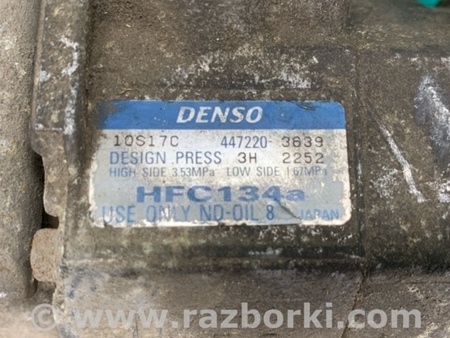 DENSO
10S17C 447220-3639
DESIGN PRESS 3H 2252
HIGH SIDE 3.53MPa LOW SIDE 1.67MPa
HFC134a
USE ONLY ND-OIL 8 JAPAN
www.razborki.com